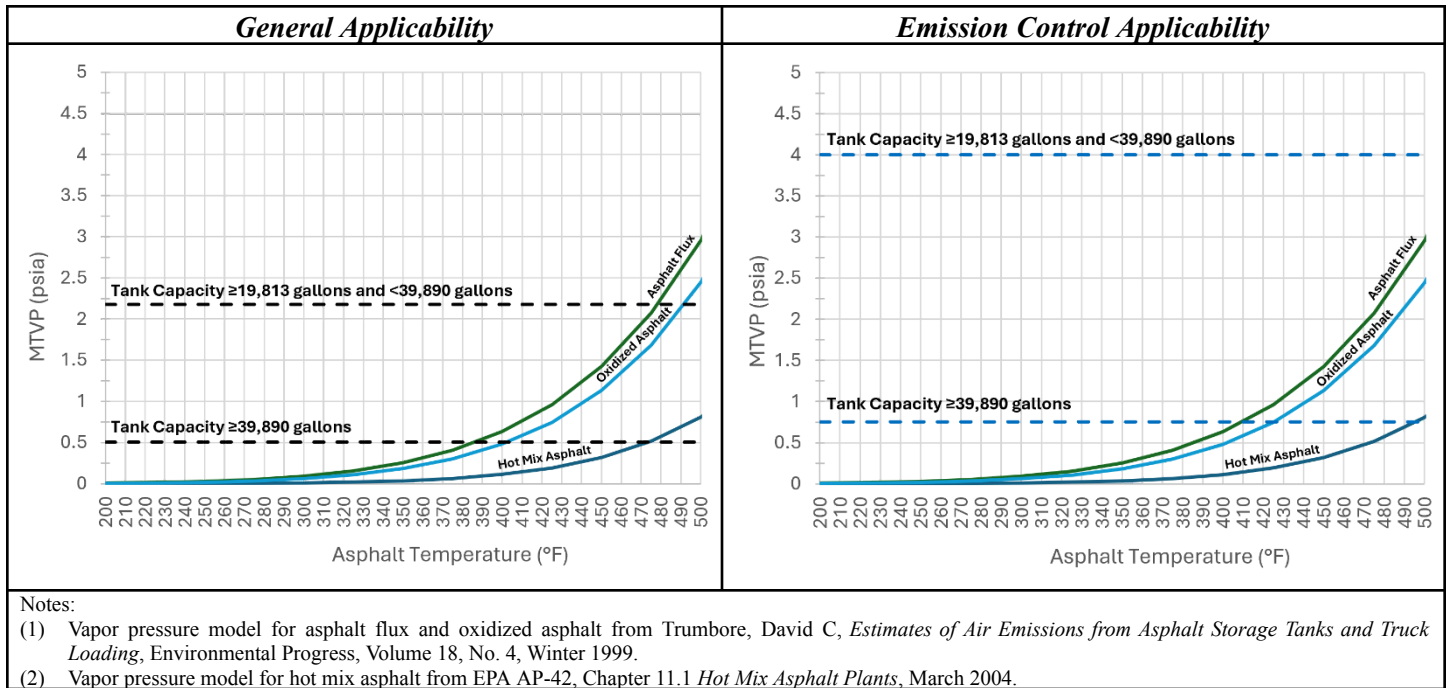 General Applicability
Emission Control Applicability
5
4.5
4
3.5
3
2.5
2
1.5
1
0.5
0
MTVP (psia)
Tank Capacity ≥19,813 gallons and <39,890 gallons
Tank Capacity ≥39,890 gallons
Asphalt Flux
Oxidized Asphalt
Hot Mix Asphalt
200 210 220 230 240 250 260 270 280 290 300 310 320 330 340 350 360 370 380 390 400 410 420 430 440 450 460 470 480 490 500
Asphalt Temperature (°F)
5
4.5
4
3.5
3
2.5
2
1.5
1
0.5
0
MTVP (psia)
Tank Capacity ≥19,813 gallons and <39,890 gallons
Tank Capacity ≥39,890 gallons
Asphalt Flux
Oxidized Asphalt
Hot Mix Asphalt
200 210 220 230 240 250 260 270 280 290 300 310 320 330 340 350 360 370 380 390 400 410 420 430 440 450 460 470 480 490 500
Asphalt Temperature (°F)
Notes:
(1) Vapor pressure model for asphalt flux and oxidized asphalt from Trumbore, David C, Estimates of Air Emissions from Asphalt Storage Tanks and Truck
Loading, Environmental Progress, Volume 18, No. 4, Winter 1999.
(2) Vapor pressure model for hot mix asphalt from EPA AP-42, Chapter 11.1 Hot Mix Asphalt Plants, March 2004.